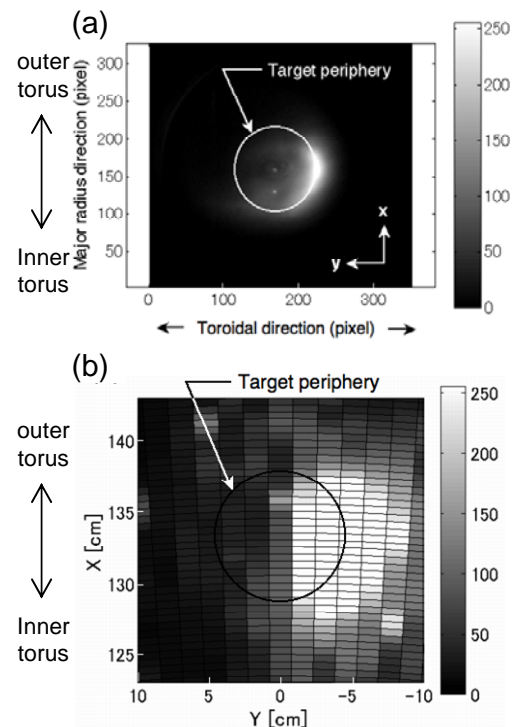 (a)
outer
torus
Inner
torus
Major radius direction (pixel)
300
250
200
150
100
50
Target periphery
x
y
0
100
200
300
Toroidal direction (pixel)
250
200
150
100
50
0
(b)
Target periphery
outer
torus
Inner
torus
X [cm]
140
135
130
125
10
5
0
-5
-10
Y [cm]
250
200
150
100
50
0